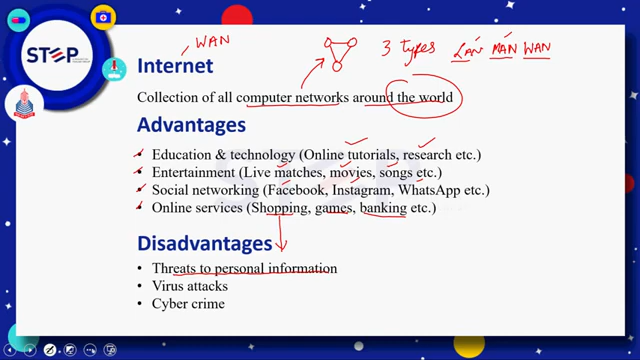 WAN
3 types LAN MAN WAN
STEP
Internet
Collection of all computer networks around the world
Advantages
• Education & technology (Online tutorials, research etc.)
• Entertainment (Live matches, movies, songs etc.)
• Social networking (Facebook, Instagram, WhatsApp etc.)
• Online services (Shopping, games, banking etc.)
Disadvantages
• Threats to personal information
• Virus attacks
• Cyber crime